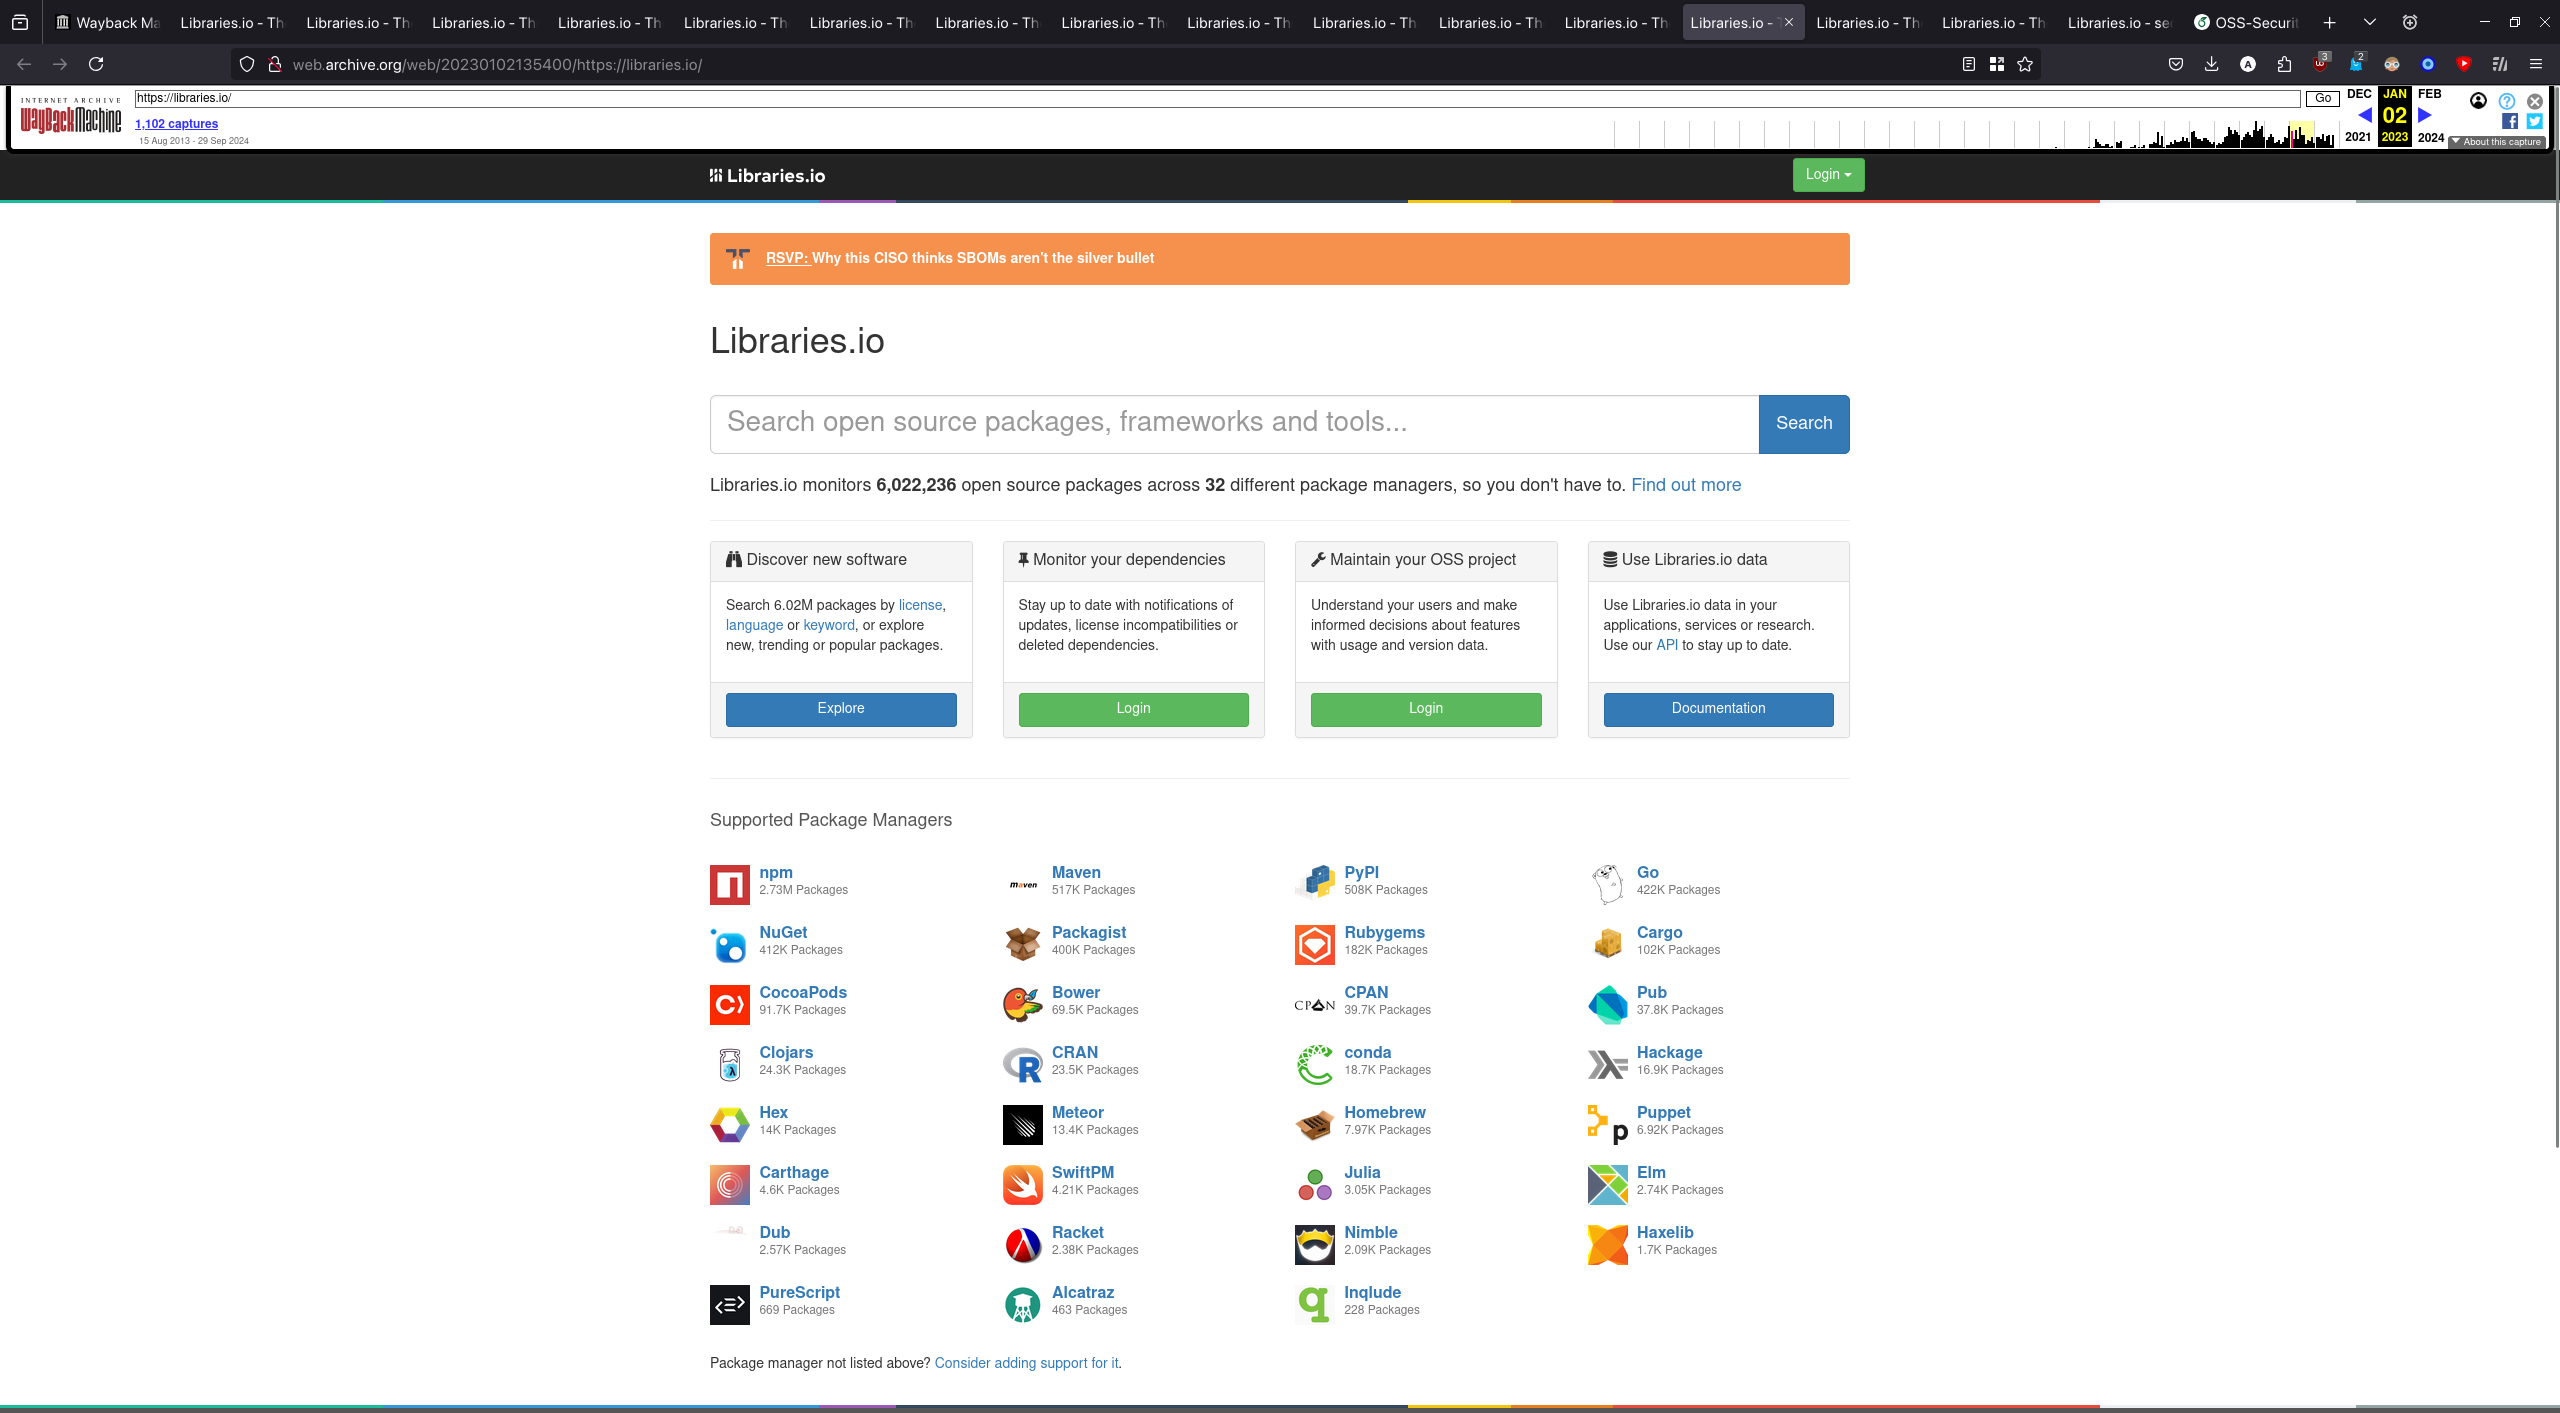 Wayback Ma
Libraries.io - Th
Libraries.io - Th
Libraries.io - Th
Libraries.io - Th
Libraries.io - Th
Libraries.io - Th
Libraries.io - Th
Libraries.io - Th
Libraries.io - Th
Libraries.io - Th
Libraries.io - Th
Libraries.io - Th
Libraries.io - T
Libraries.io - Th
Libraries.io - Th
Libraries.io - se
OSS-Securit
web.archive.org/web/20230102135400/https://libraries.io/
3
2
INTERNET ARCHIVE
WayBackMachine
https://libraries.io/
Go
DEC JAN FEB
1,102 captures
02
15 Aug 2013 - 29 Sep 2024
2021 2023 2024
About this capture
Libraries.io
Login
RSVP: Why this CISO thinks SBOMs aren't the silver bullet
Libraries.io
Search open source packages, frameworks and tools...
Search
Libraries.io monitors 6,022,236 open source packages across 32 different package managers, so you don't have to. Find out more
Discover new software
Search 6.02M packages by license,
language or keyword, or explore
new, trending or popular packages.
Explore
Monitor your dependencies
Stay up to date with notifications of
updates, license incompatibilities or
deleted dependencies.
Login
Maintain your OSS project
Understand your users and make
informed decisions about features
with usage and version data.
Login
Use Libraries.io data
Use Libraries.io data in your
applications, services or research.
Use our API to stay up to date.
Documentation
Supported Package Managers
npm
2.73M Packages
maven
Maven
517K Packages
PyPI
508K Packages
Go
422K Packages
NuGet
412K Packages
Packagist
400K Packages
Rubygems
182K Packages
Cargo
102K Packages
CocoaPods
91.7K Packages
Bower
69.5K Packages
CPAN
CPAN
39.7K Packages
Pub
37.8K Packages
Clojars
24.3K Packages
CRAN
23.5K Packages
conda
18.7K Packages
Hackage
16.9K Packages
Hex
14K Packages
Meteor
13.4K Packages
Homebrew
7.97K Packages
Puppet
6.92K Packages
Carthage
4.6K Packages
SwiftPM
4.21K Packages
Julia
3.05K Packages
Elm
2.74K Packages
Dub
2.57K Packages
Racket
2.38K Packages
Nimble
2.09K Packages
Haxelib
1.7K Packages
PureScript
669 Packages
Alcatraz
463 Packages
Inqlude
228 Packages
Package manager not listed above? Consider adding support for it.